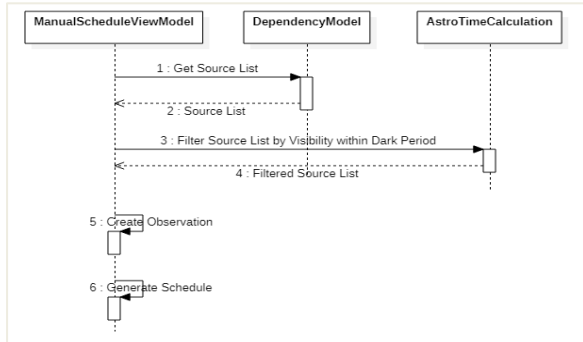 ManualScheduleViewModel
DependencyModel
AstroTimeCalculation
1 : Get Source List
2 : Source List
3 : Filter Source List by Visibility within Dark Period
4 : Filtered Source List
5 : Create Observation
6 : Generate Schedule